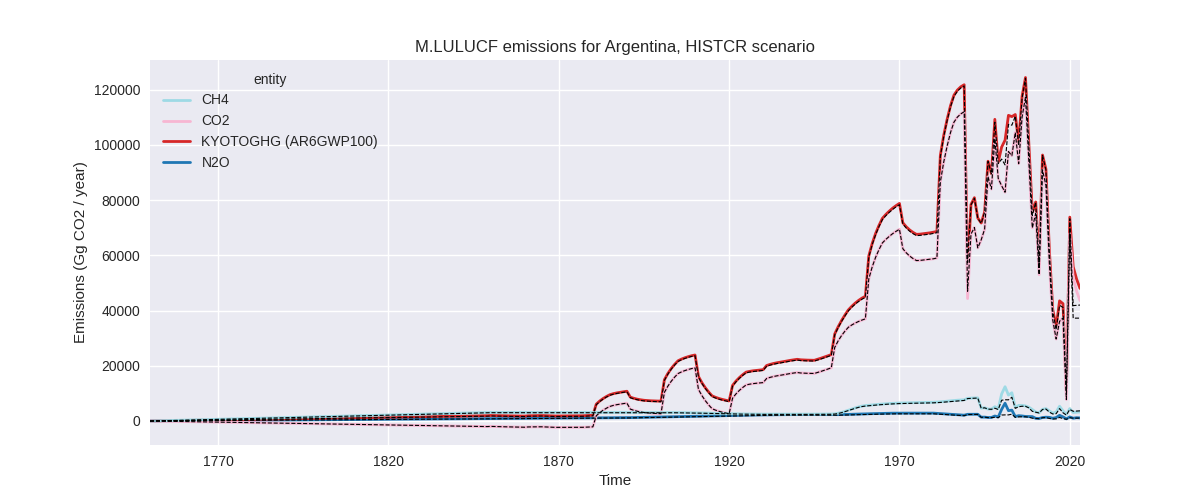 M.LULUCF emissions for Argentina, HISTCR scenario
entity
CH4
CO2
KYOTOGHG (AR6GWP100)
N2O
Emissions (Gg CO2 / year)
120000
100000
80000
60000
40000
20000
0
1770
1820
1870
1920
1970
2020
Time